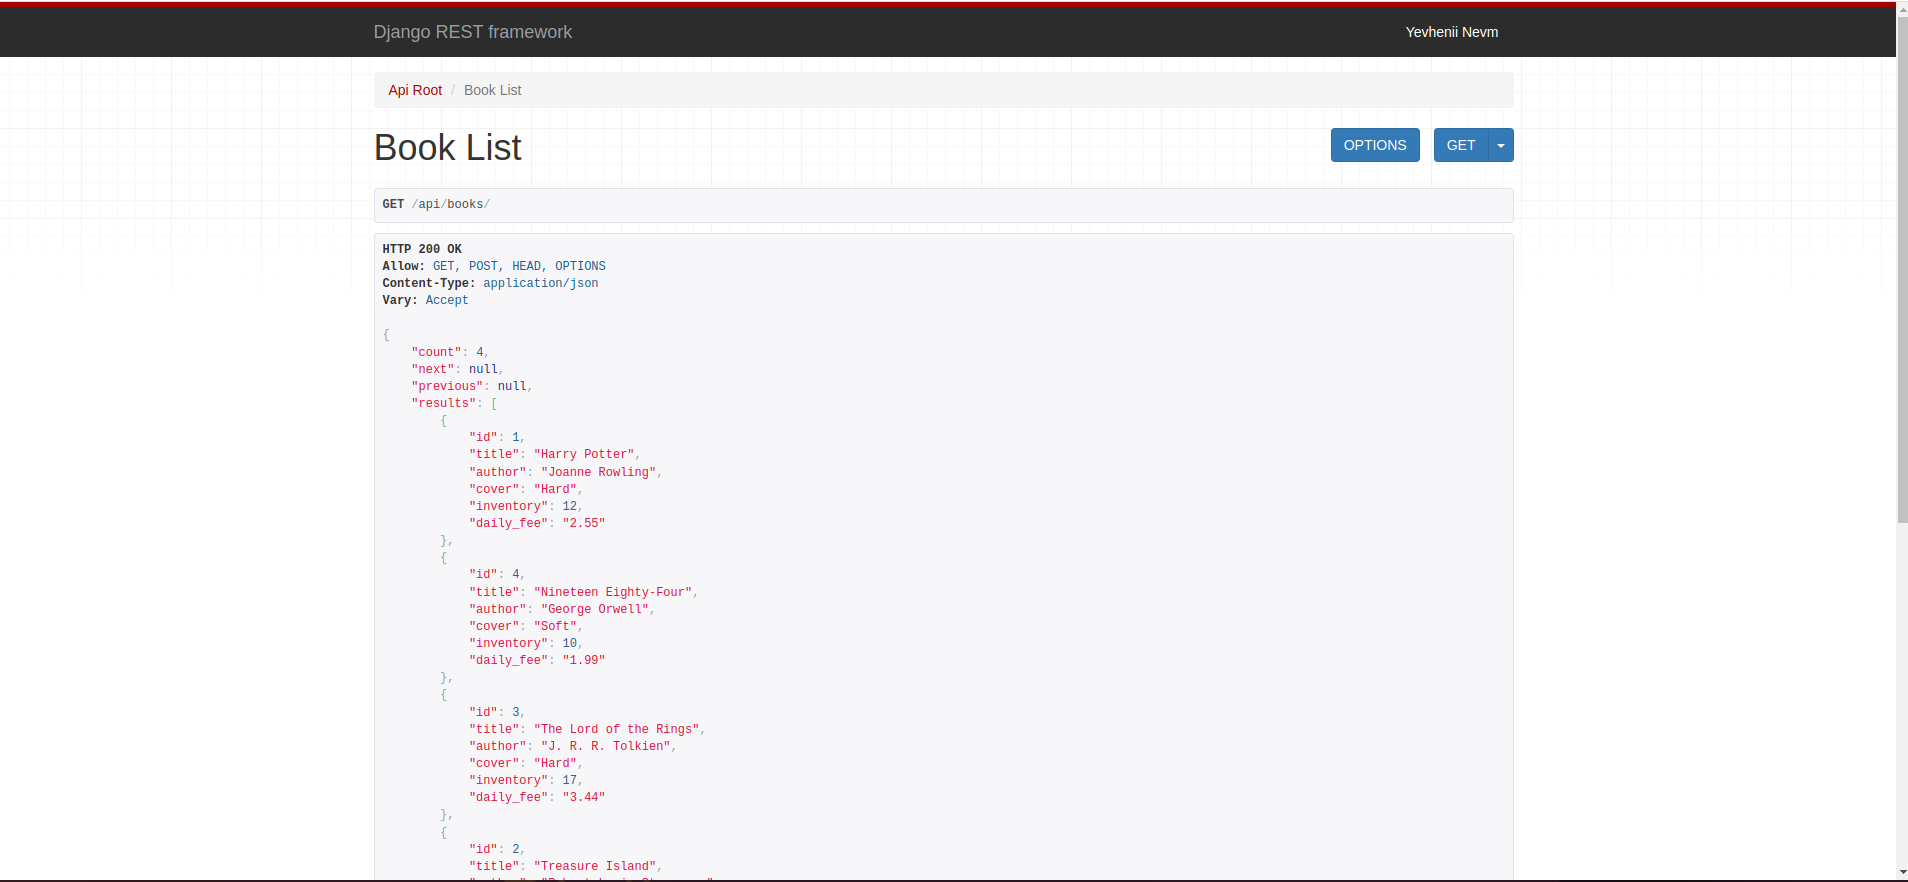 Django REST framework
Yevhenii Nevm
Api Root / Book List
Book List
OPTIONS
GET
GET /api/books/
HTTP 200 OK
Allow: GET, POST, HEAD, OPTIONS
Content-Type: application/json
Vary: Accept
{
    "count": 4,
    "next": null,
    "previous": null,
    "results": [
        {
            "id": 1,
            "title": "Harry Potter",
            "author": "Joanne Rowling",
            "cover": "Hard",
            "inventory": 12,
            "daily_fee": "2.55"
        },
        {
            "id": 4,
            "title": "Nineteen Eighty-Four",
            "author": "George Orwell",
            "cover": "Soft",
            "inventory": 10,
            "daily_fee": "1.99"
        },
        {
            "id": 3,
            "title": "The Lord of the Rings",
            "author": "J. R. R. Tolkien",
            "cover": "Hard",
            "inventory": 17,
            "daily_fee": "3.44"
        },
        {
            "id": 2,
            "title": "Treasure Island",